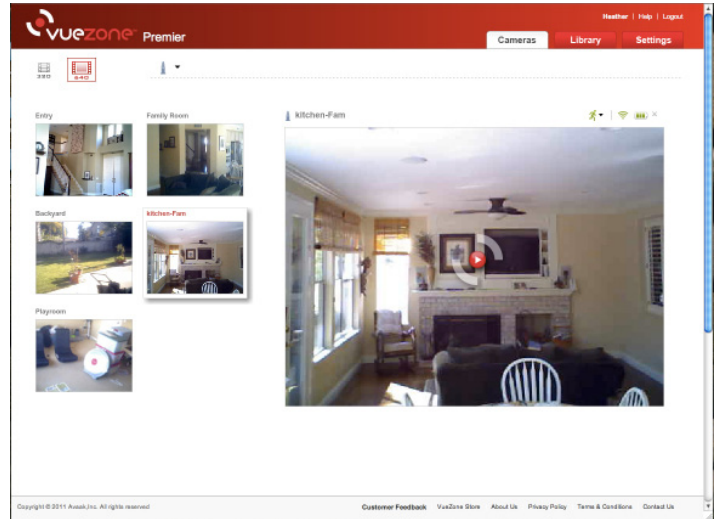 Heather | Help | Logout
vuezone Premier
Cameras Library Settings
320 640
Entry Family Room kitchen-Fam
Backyard kitchen-Fam
Playroom
Copyright © 2011 Avaak, Inc. All rights reserved Customer Feedback VueZone Store About Us Privacy Policy Terms & Conditions Contact Us